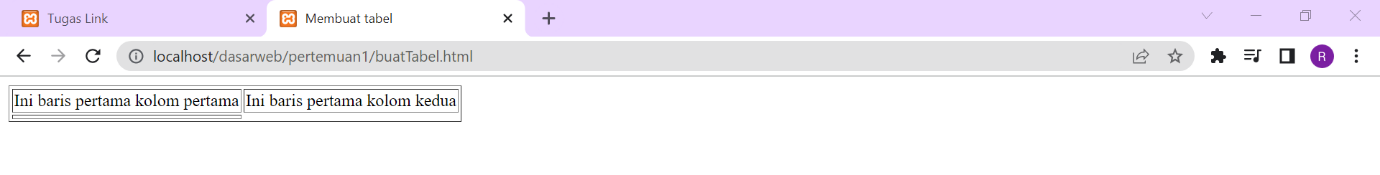 Tugas Link
Membuat tabel
localhost/dasarweb/pertemuan1/buatTabel.html
R
Ini baris pertama kolom pertama Ini baris pertama kolom kedua